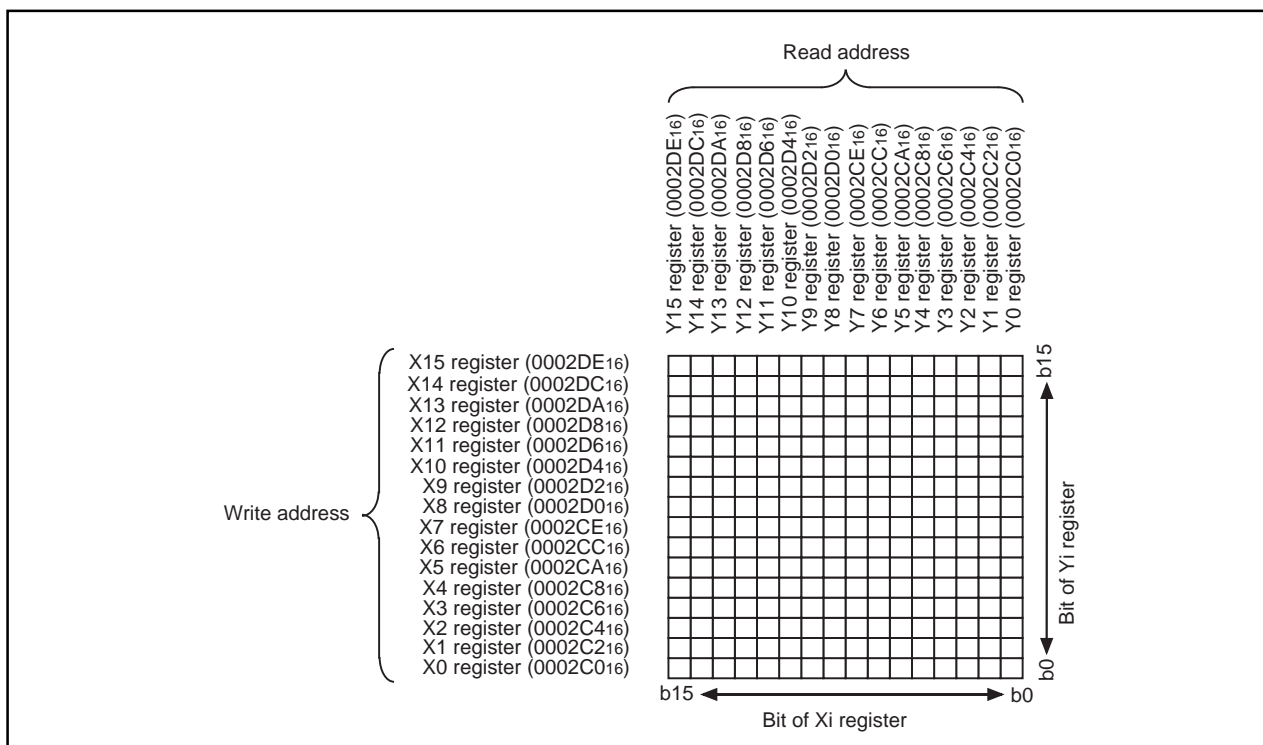 Read address
Y15 register (0002DE16)
Y14 register (0002DC16)
Y13 register (0002DA16)
Y12 register (0002D816)
Y11 register (0002D616)
Y10 register (0002D416)
Y9 register (0002D216)
Y8 register (0002D016)
Y7 register (0002CE16)
Y6 register (0002CC16)
Y5 register (0002CA16)
Y4 register (0002C816)
Y3 register (0002C616)
Y2 register (0002C416)
Y1 register (0002C216)
Y0 register (0002C016)
Write address
X15 register (0002DE16)
X14 register (0002DC16)
X13 register (0002DA16)
X12 register (0002D816)
X11 register (0002D616)
X10 register (0002D416)
X9 register (0002D216)
X8 register (0002D016)
X7 register (0002CE16)
X6 register (0002CC16)
X5 register (0002CA16)
X4 register (0002C816)
X3 register (0002C616)
X2 register (0002C416)
X1 register (0002C216)
X0 register (0002C016)
b15
Bit of Yi register
b0
b15
b0
Bit of Xi register